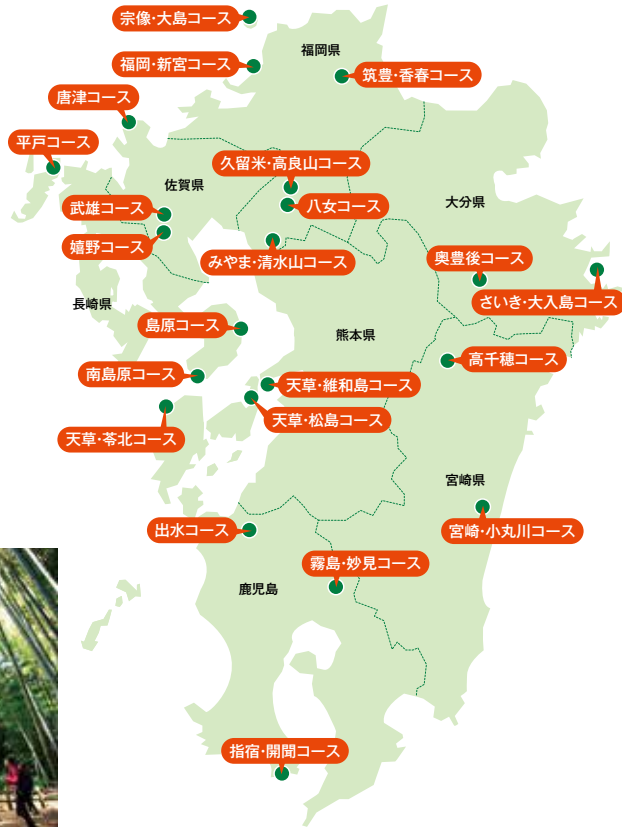 宗像・大島コース
福岡県
福岡・新宮コース
筑豊・香春コース
唐津コース
平戸コース
久留米・高良山コース
佐賀県
大分県
武雄コース
八女コース
嬉野コース
みやま・清水山コース
奥豊後コース
さいき・大入島コース
長崎県
島原コース
熊本県
高千穂コース
南島原コース
天草・維和島コース
天草・松島コース
天草・苓北コース
宮崎県
出水コース
宮崎・小丸川コース
霧島・妙見コース
鹿児島
指宿・開聞コース